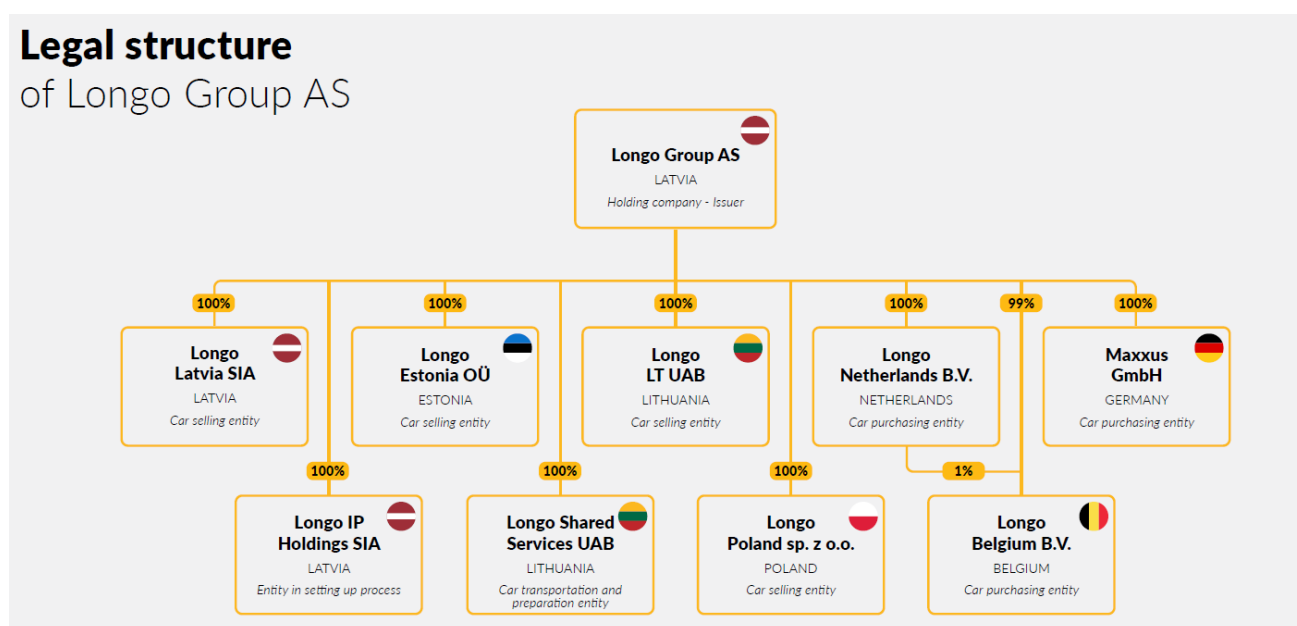 Legal structure
of Longo Group AS
Longo Group AS
LATVIA
Holding company - Issuer
100%
100%
100%
100%
99%
100%
Longo
Latvia SIA
LATVIA
Car selling entity
Longo
Estonia OÜ
ESTONIA
Car selling entity
Longo
LT UAB
LITHUANIA
Car selling entity
Longo
Netherlands B.V.
NETHERLANDS
Car purchasing entity
Maxxus
GmbH
GERMANY
Car purchasing entity
100%
100%
100%
1%
Longo IP
Holdings SIA
LATVIA
Entity in setting up process
Longo Shared
Services UAB
LITHUANIA
Car transportation and
preparation entity
Longo
Poland sp. z o.o.
POLAND
Car selling entity
Longo
Belgium B.V.
BELGIUM
Car purchasing entity